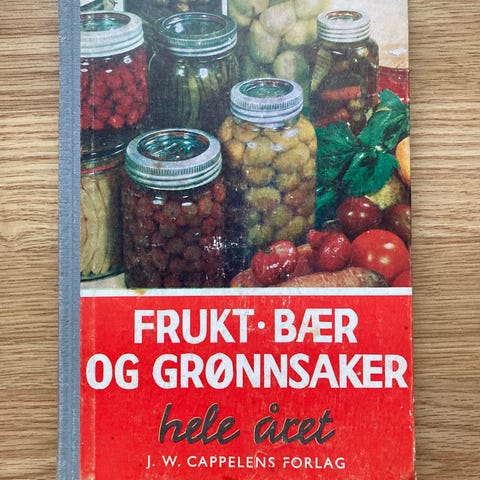 FRUKT · BÆR
OG GRØNNSAKER
hele året
J. W. CAPPELENS FORLAG